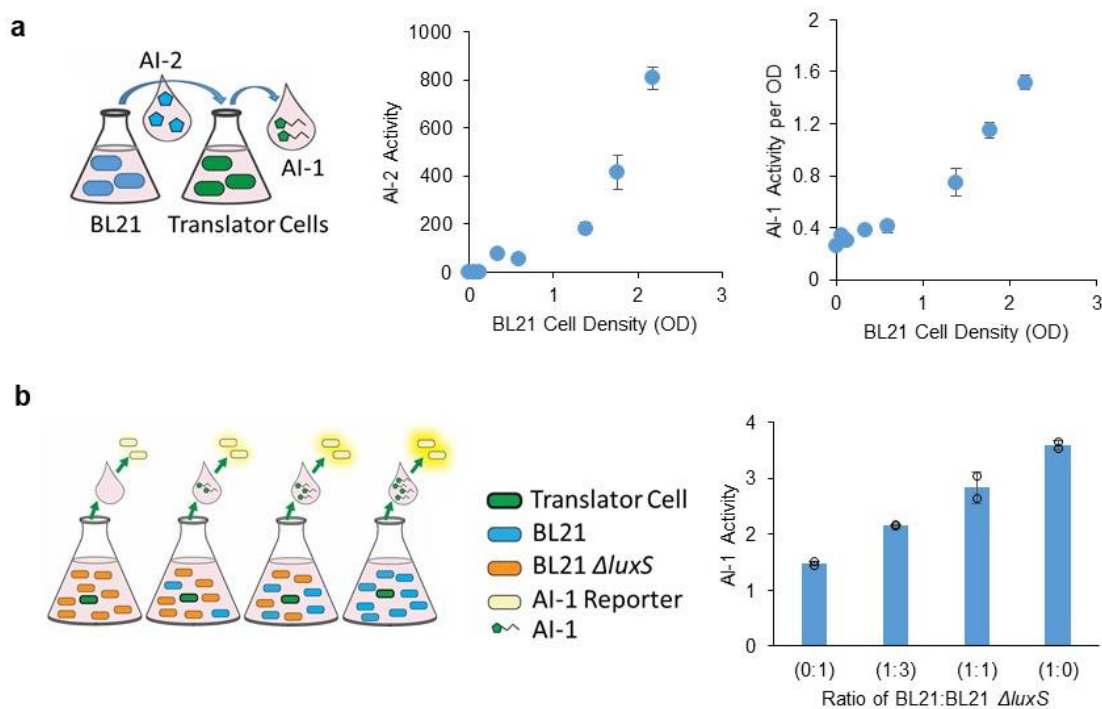 a
AI-2
AI-1
BL21
Translator Cells
AI-2 Activity
1000
800
600
400
200
0
0
1
2
3
BL21 Cell Density (OD)
AI-1 Activity per OD
1.6
1.2
0.8
0.4
0
0
1
2
3
BL21 Cell Density (OD)
b
Translator Cell
BL21
BL21 ΔluxS
AI-1 Reporter
AI-1
AI-1 Activity
4
3
2
1
0
(0:1)
(1:3)
(1:1)
(1:0)
Ratio of BL21:BL21 ΔluxS